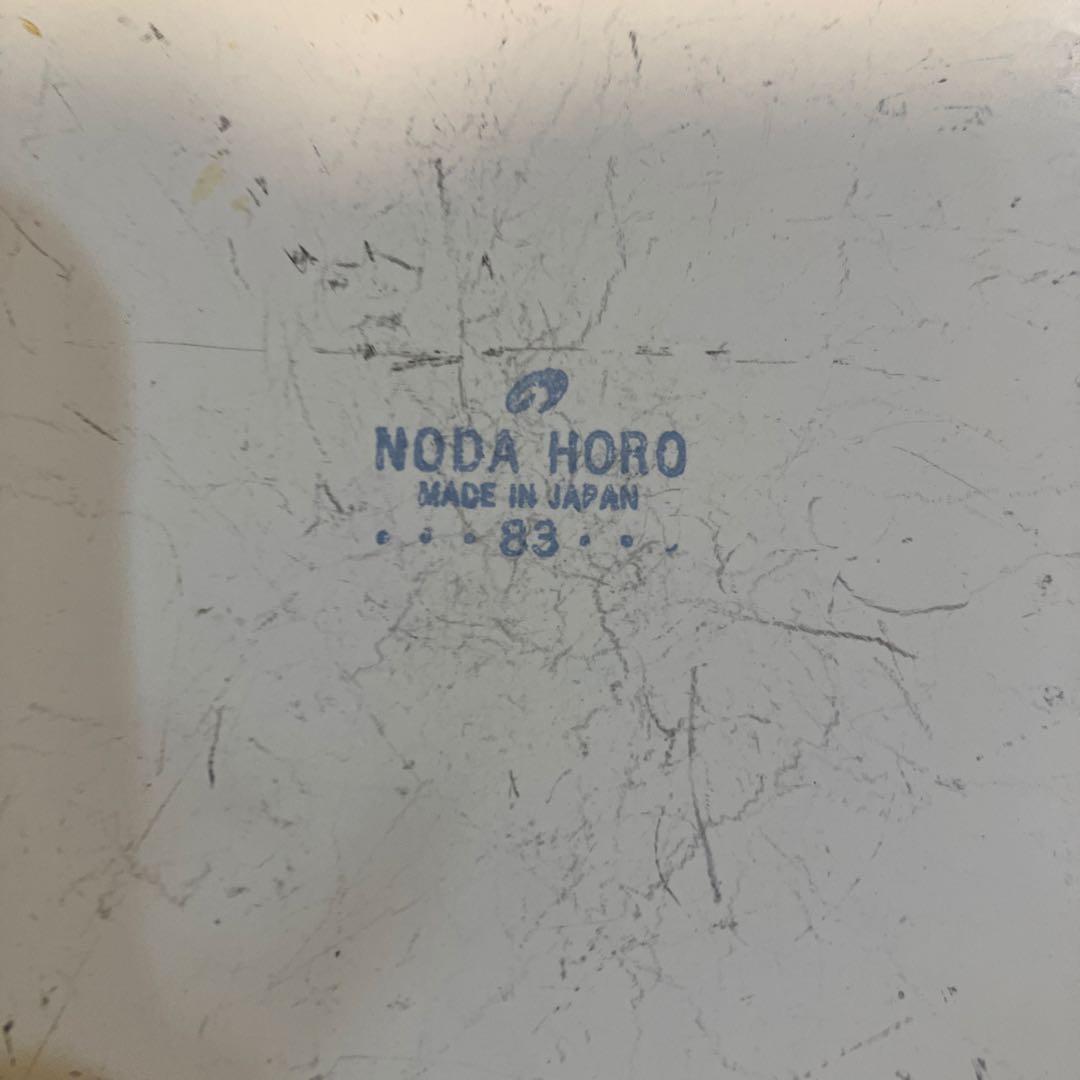 NODA HORO
MADE IN JAPAN
• • • 83 • • •